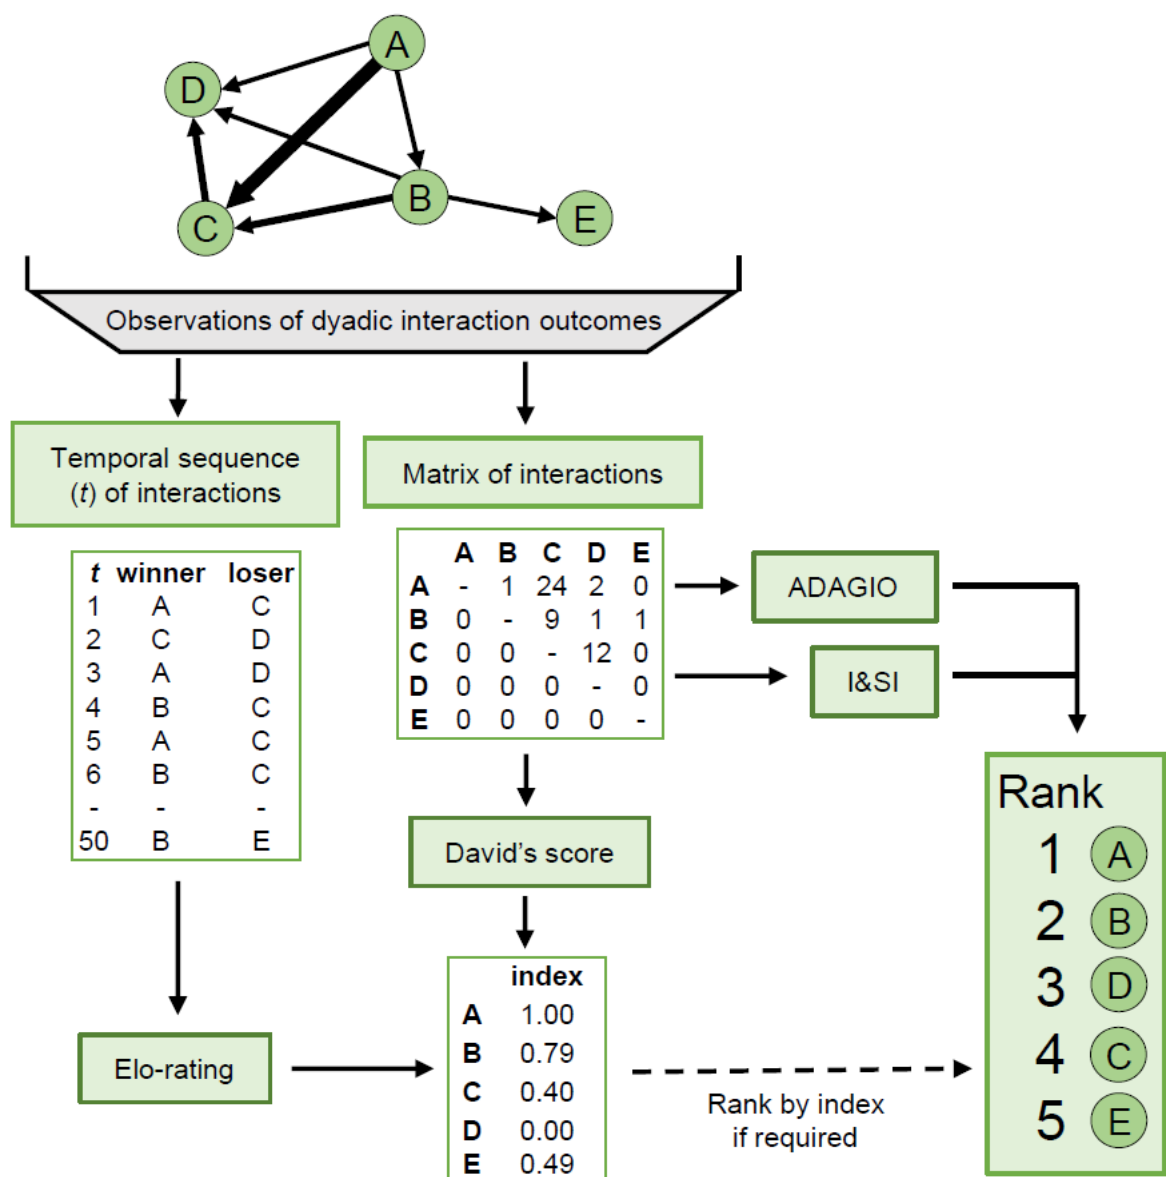 A
D
B
C
E
Observations of dyadic interaction outcomes
Temporal sequence
(t) of interactions
Matrix of interactions
t winner loser
1 A C
2 C D
3 A D
4 B C
5 A C
6 B C
- - -
50 B E
A B C D E
A - 1 24 2 0
B 0 - 9 1 1
C 0 0 - 12 0
D 0 0 0 - 0
E 0 0 0 0 -
ADAGIO
I&SI
David's score
Elo-rating
index
A 1.00
B 0.79
C 0.40
D 0.00
E 0.49
Rank by index
if required
Rank
1 A
2 B
3 D
4 C
5 E